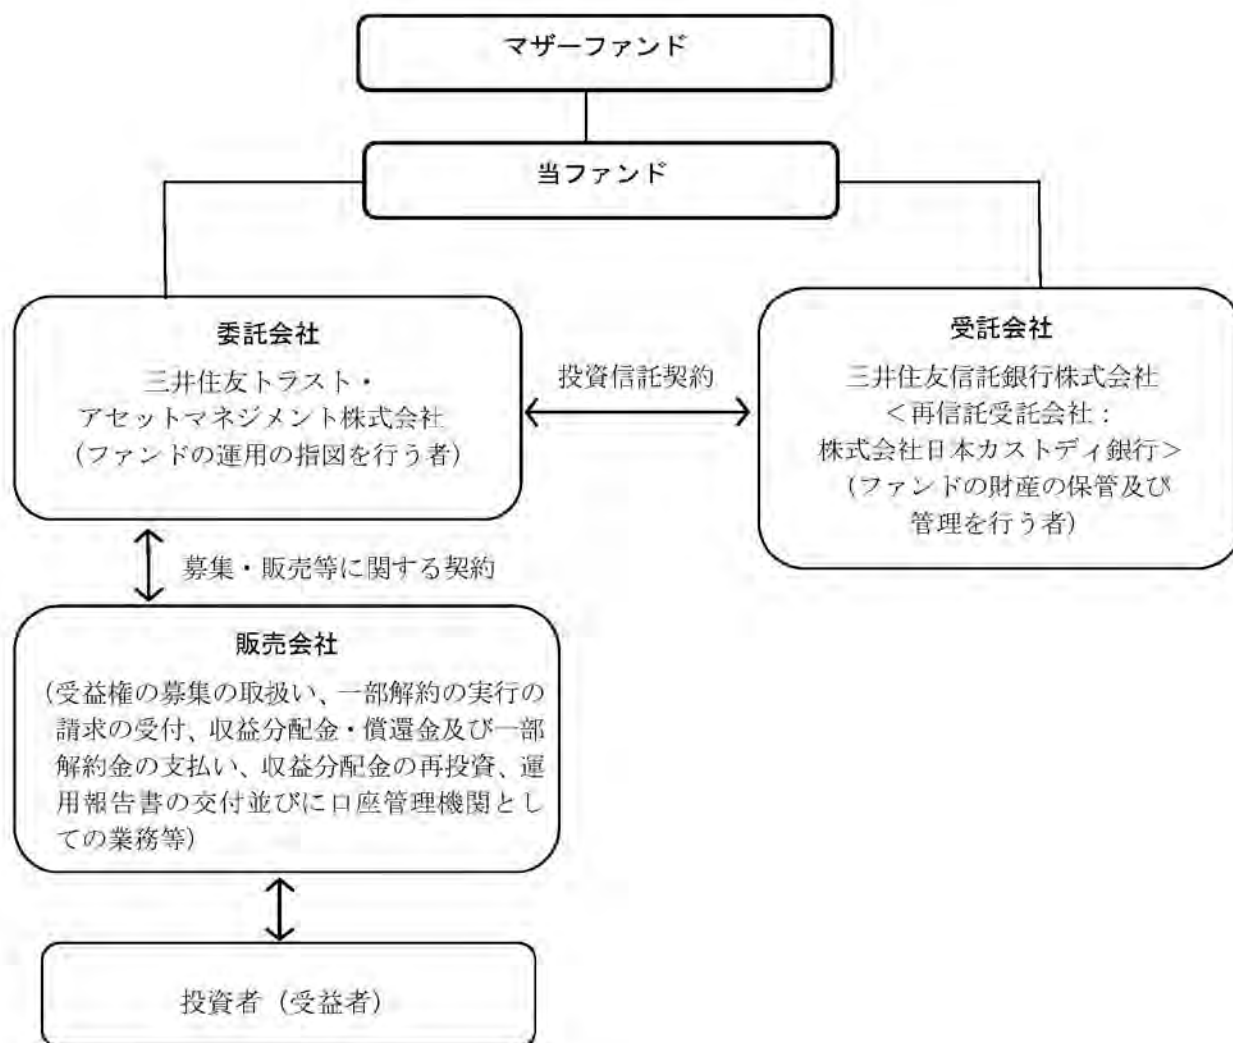 マザーファンド
当ファンド
委託会社
三井住友トラスト・
アセットマネジメント株式会社
（ファンドの運用の指図を行う者）
投資信託契約
受託会社
三井住友信託銀行株式会社
＜再信託受託会社：
株式会社日本カストディ銀行＞
（ファンドの財産の保管及び
管理を行う者）
募集・販売等に関する契約
販売会社
（受益権の募集の取扱い、一部解約の実行の
請求の受付、収益分配金・償還金及び一部
解約金の支払い、収益分配金の再投資、運
用報告書の交付並びに口座管理機関とし
ての業務等）
投資者（受益者）